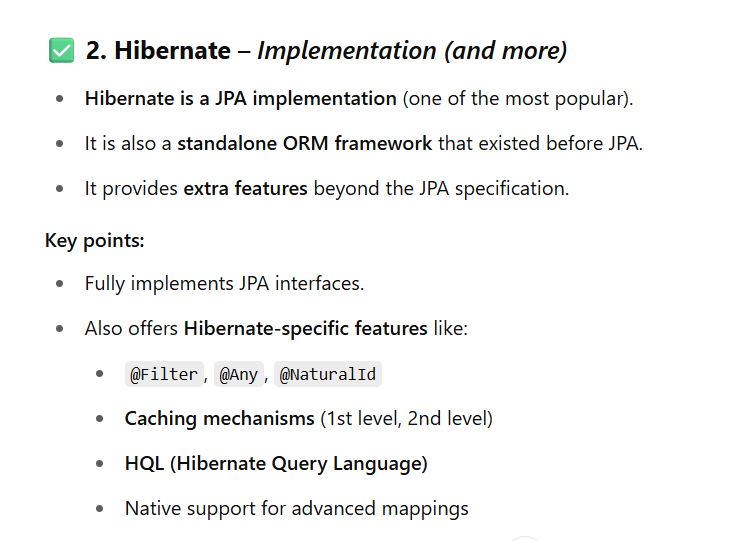 ✅ 2. Hibernate – Implementation (and more)
• Hibernate is a JPA implementation (one of the most popular).
• It is also a standalone ORM framework that existed before JPA.
• It provides extra features beyond the JPA specification.
Key points:
• Fully implements JPA interfaces.
• Also offers Hibernate-specific features like:
• @Filter, @Any, @NaturalId
• Caching mechanisms (1st level, 2nd level)
• HQL (Hibernate Query Language)
• Native support for advanced mappings